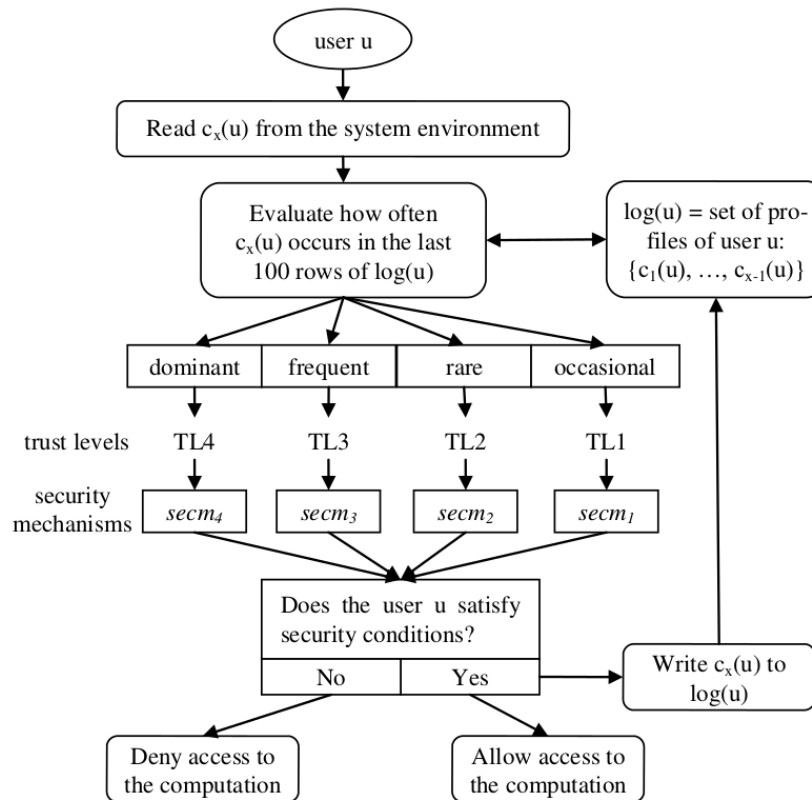 user u
Read cₓ(u) from the system environment
Evaluate how often
cₓ(u) occurs in the last
100 rows of log(u)
log(u) = set of pro-
files of user u:
{c₁(u), …, cₓ₋₁(u)}
dominant
frequent
rare
occasional
trust levels
TL4
TL3
TL2
TL1
security
mechanisms
secm₄
secm₃
secm₂
secm₁
Does the user u satisfy
security conditions?
No
Yes
Write cₓ(u) to
log(u)
Deny access to
the computation
Allow access to
the computation